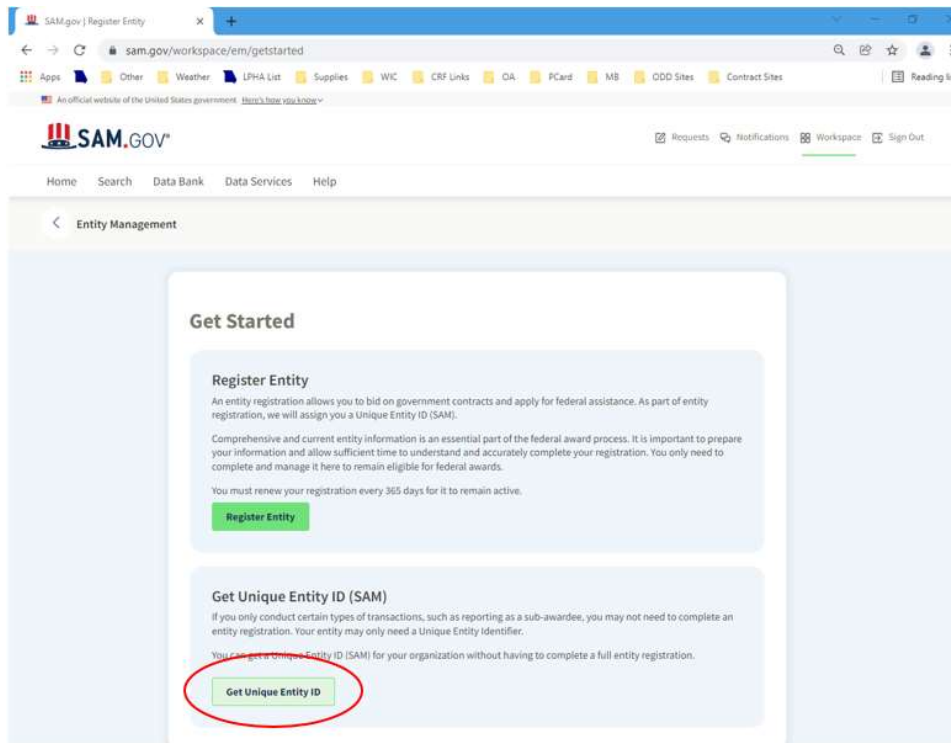 SAM.gov | Register Entity
sam.gov/workspace/em/getstarted
Apps Other Weather LPHA List Supplies WIC CRF Links OA PCard MB ODD Sites Contract Sites Reading
An official website of the United States government Here's how you know
SAM.GOV®
Requests Notifications Workspace Sign Out
Home Search Data Bank Data Services Help
Entity Management
Get Started
Register Entity
An entity registration allows you to bid on government contracts and apply for federal assistance. As part of entity
registration, we will assign you a Unique Entity ID (SAM).
Comprehensive and current entity information is an essential part of the federal award process. It is important to prepare
your information and allow sufficient time to understand and accurately complete your registration. You only need to
complete and manage it here to remain eligible for federal awards.
You must renew your registration every 365 days for it to remain active.
Register Entity
Get Unique Entity ID (SAM)
If you only conduct certain types of transactions, such as reporting as a sub-awardee, you may not need to complete an
entity registration. Your entity may only need a Unique Entity Identifier.
You can get a Unique Entity ID (SAM) for your organization without having to complete a full entity registration.
Get Unique Entity ID